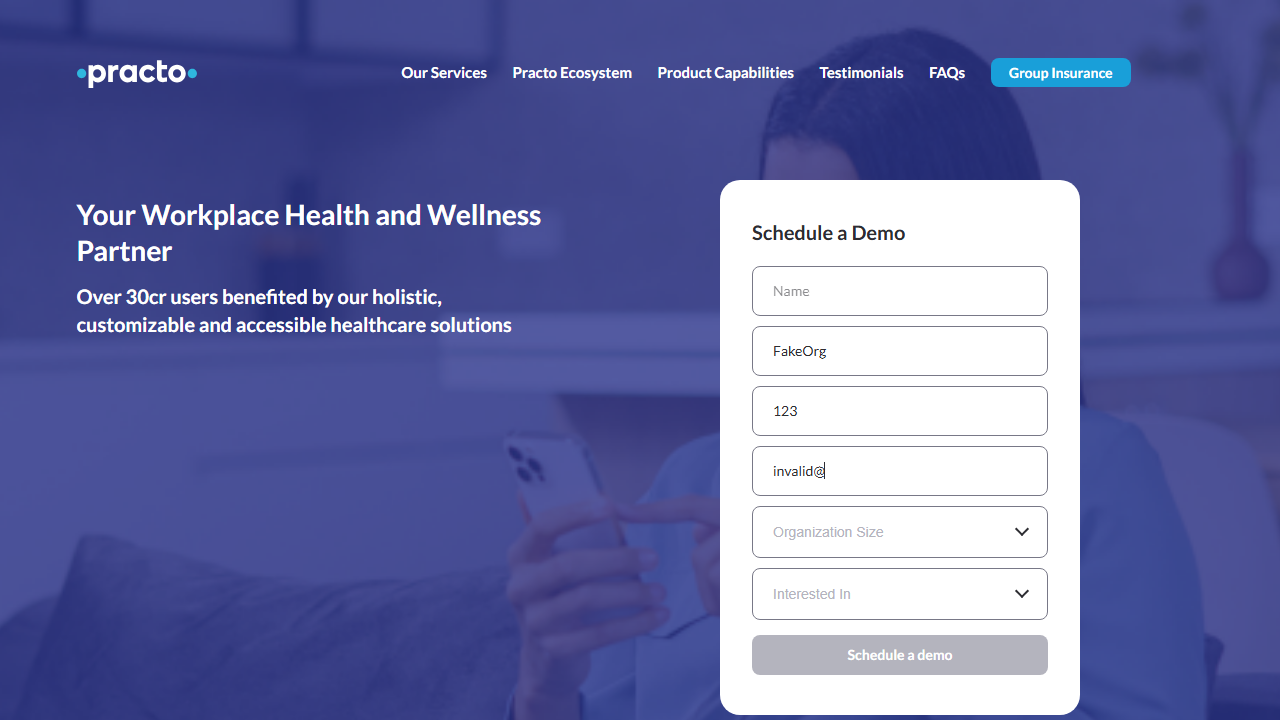 practo
Our Services
Practo Ecosystem
Product Capabilities
Testimonials
FAQs
Group Insurance
Your Workplace Health and Wellness
Partner
Over 30cr users benefited by our holistic,
customizable and accessible healthcare solutions
Schedule a Demo
Name
FakeOrg
123
invalid@
Organization Size
Interested In
Schedule a demo